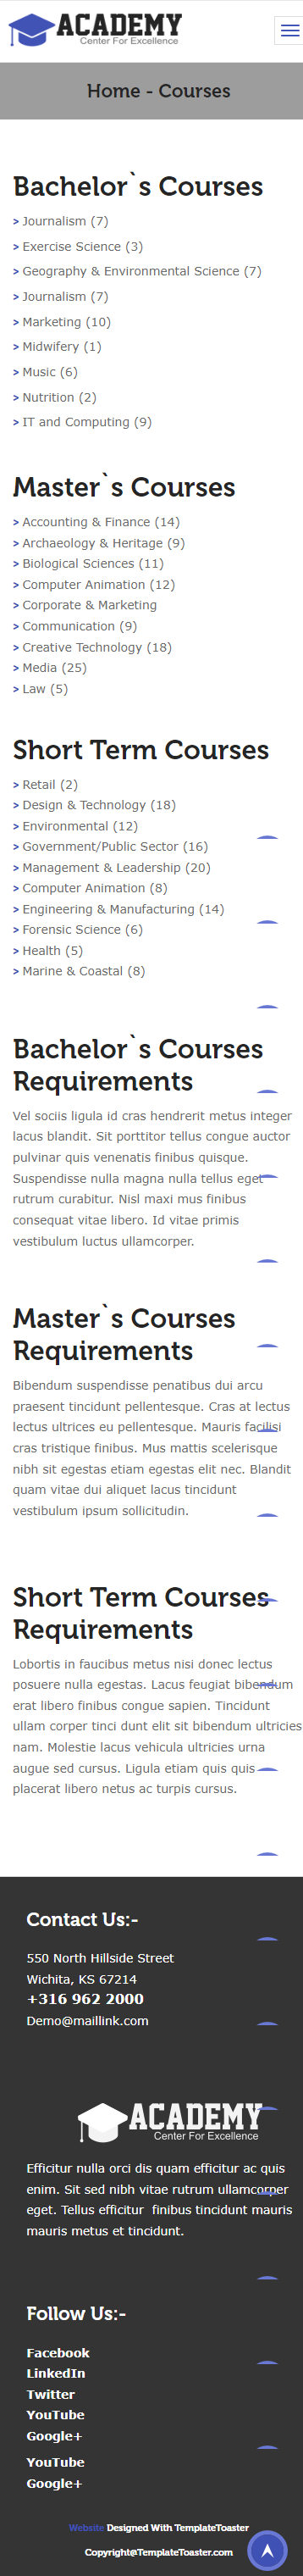 ACADEMY
Center For Excellence
Home - Courses
Bachelor`s Courses
> Journalism (7)
> Exercise Science (3)
> Geography & Environmental Science (7)
> Journalism (7)
> Marketing (10)
> Midwifery (1)
> Music (6)
> Nutrition (2)
> IT and Computing (9)
Master`s Courses
> Accounting & Finance (14)
> Archaeology & Heritage (9)
> Biological Sciences (11)
> Computer Animation (12)
> Corporate & Marketing
> Communication (9)
> Creative Technology (18)
> Media (25)
> Law (5)
Short Term Courses
> Retail (2)
> Design & Technology (18)
> Environmental (12)
> Government/Public Sector (16)
> Management & Leadership (20)
> Computer Animation (8)
> Engineering & Manufacturing (14)
> Forensic Science (6)
> Health (5)
> Marine & Coastal (8)
Bachelor`s Courses
Requirements
Vel sociis ligula id cras hendrerit metus integer
lacus blandit. Sit porttitor tellus congue auctor
pulvinar quis venenatis finibus quisque.
Suspendisse nulla magna nulla tellus eget
rutrum curabitur. Nisl maxi mus finibus
consequat vitae libero. Id vitae primis
vestibulum luctus ullamcorper.
Master`s Courses
Requirements
Bibendum suspendisse penatibus dui arcu
praesent tincidunt pellentesque. Cras at lectus
lectus ultrices eu pellentesque. Mauris facilisi
cras tristique finibus. Mus mattis scelerisque
nibh sit egestas etiam egestas elit nec. Blandit
quam vitae dui aliquet lacus tincidunt
vestibulum ipsum sollicitudin.
Short Term Courses
Requirements
Lobortis in faucibus metus nisi donec lectus
posuere nulla egestas. Lacus feugiat bibendum
erat libero finibus congue sapien. Tincidunt
ullam corper tinci dunt elit sit bibendum ultricies
nam. Molestie lacus vehicula ultricies urna
augue sed cursus. Ligula etiam quis quis
placerat libero netus ac turpis cursus.
Contact Us:-
550 North Hillside Street
Wichita, KS 67214
+316 962 2000
Demo@maillink.com
ACADEMY
Center For Excellence
Efficitur nulla orci dis quam efficitur ac quis
enim. Sit sed nibh vitae rutrum ullamcorper
eget. Tellus efficitur  finibus tincidunt mauris
mauris metus et tincidunt.
Follow Us:-
Facebook
LinkedIn
Twitter
YouTube
Google+
YouTube
Google+
Website Designed With TemplateToaster
Copyright@TemplateToaster.com